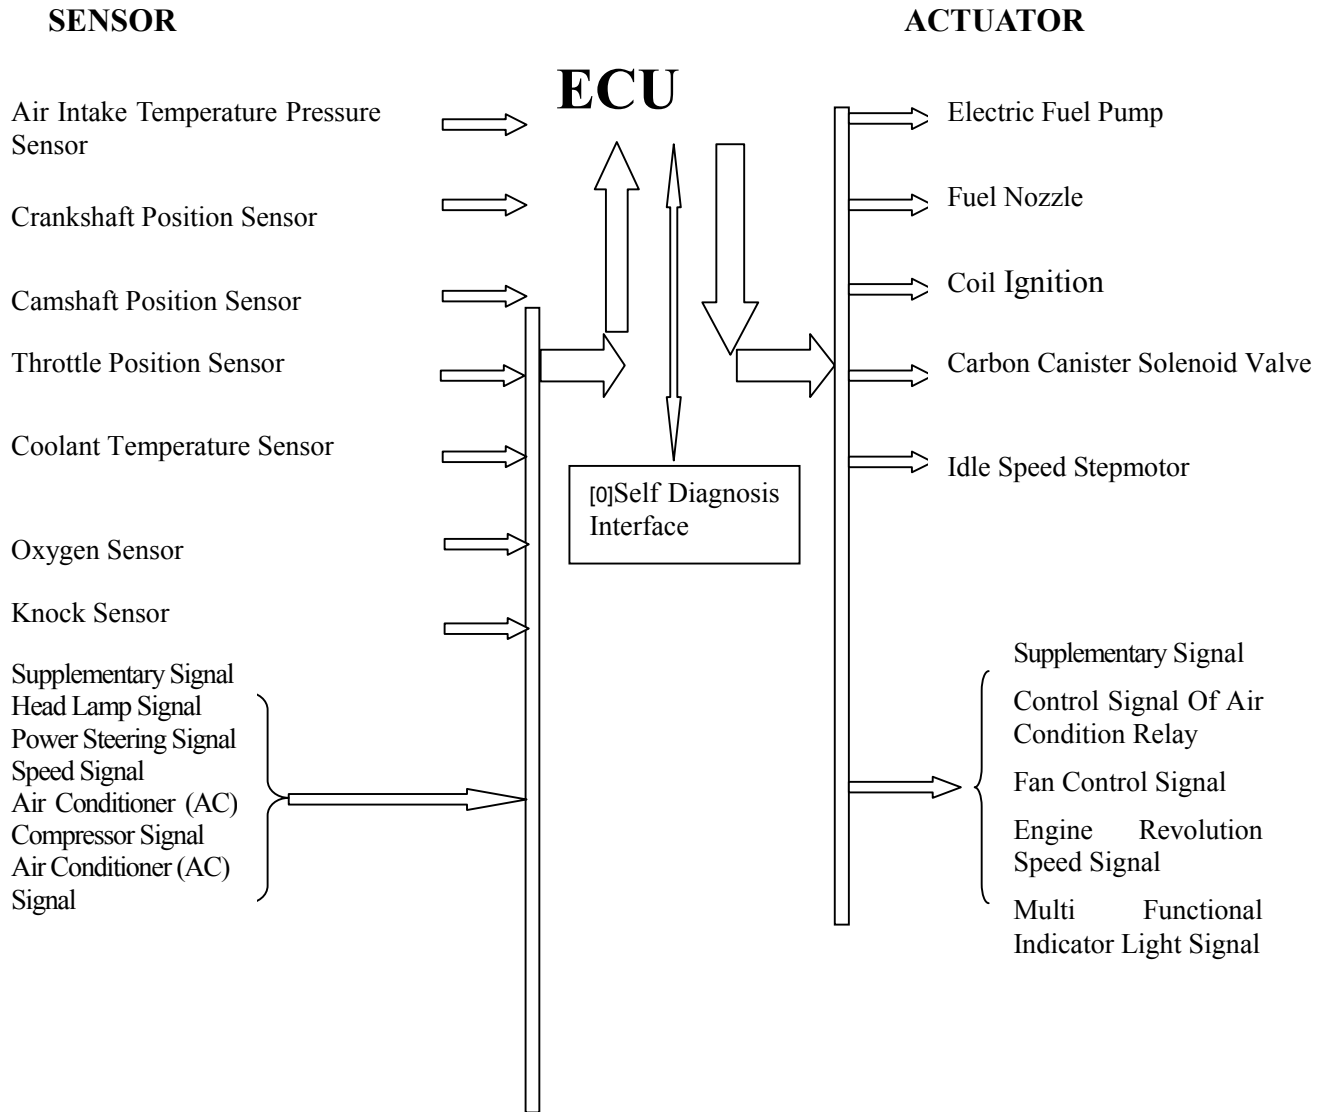 SENSOR
ACTUATOR
ECU
Air Intake Temperature Pressure
Sensor
Crankshaft Position Sensor
Camshaft Position Sensor
Throttle Position Sensor
Coolant Temperature Sensor
Oxygen Sensor
Knock Sensor
Supplementary Signal
Head Lamp Signal
Power Steering Signal
Speed Signal
Air Conditioner (AC)
Compressor Signal
Air Conditioner (AC)
Signal
[0]Self Diagnosis
Interface
Electric Fuel Pump
Fuel Nozzle
Coil Ignition
Carbon Canister Solenoid Valve
Idle Speed Stepmotor
Supplementary Signal
Control Signal Of Air
Condition Relay
Fan Control Signal
Engine Revolution
Speed Signal
Multi Functional
Indicator Light Signal